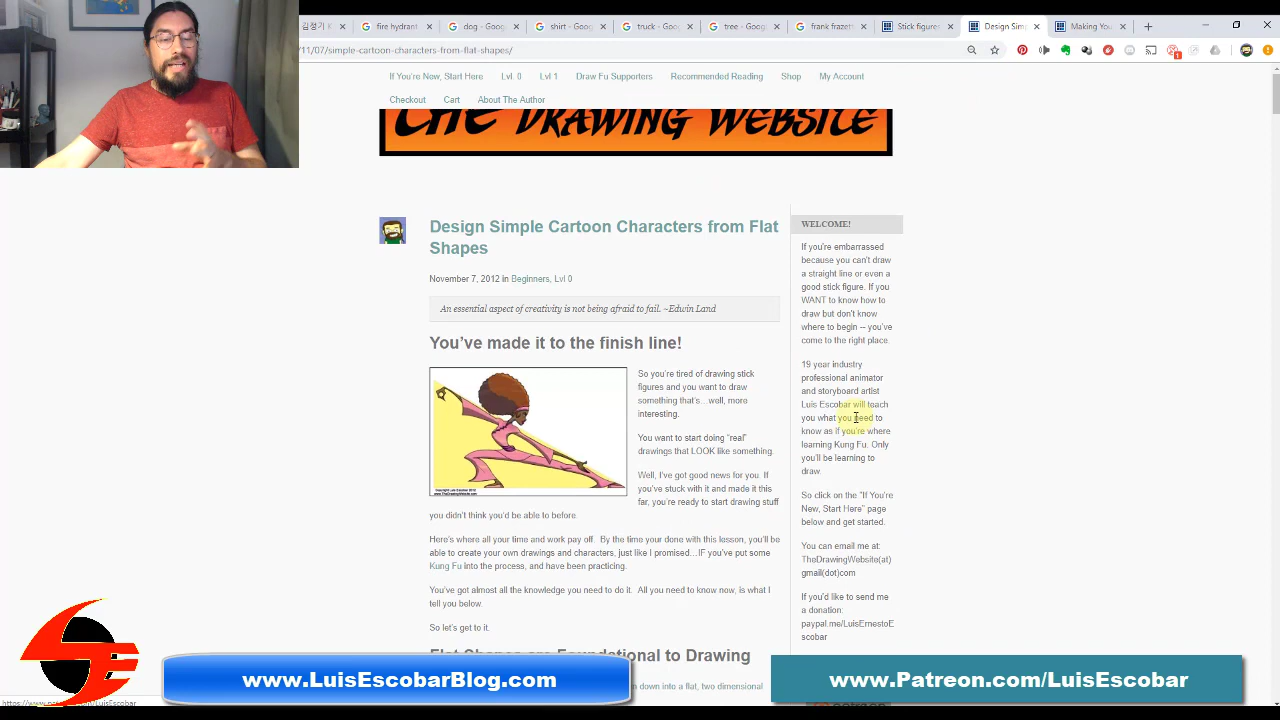 김정기
fire hydrant
dog - Goog
shirt - Goog
truck - Goog
tree - Goog
frank frazet
Stick figures
Design Sim
Making You
/11/07/simple-cartoon-characters-from-flat-shapes/
If You're New, Start Here
Lvl. 0
Lvl 1
Draw Fu Supporters
Recommended Reading
Shop
My Account
Checkout
Cart
About The Author
THE DRAWING WEBSITE
Design Simple Cartoon Characters from Flat
Shapes
November 7, 2012 in Beginners, Lvl 0
An essential aspect of creativity is not being afraid to fail. ~Edwin Land
You've made it to the finish line!
So you're tired of drawing stick
figures and you want to draw
something that's…well, more
interesting.
You want to start doing "real"
drawings that LOOK like something.
Well, I've got good news for you. If
you've stuck with it and made it this
far, you're ready to start drawing stuff
you didn't think you'd be able to before.
Here's where all your time and work pay off. By the time your done with this lesson, you'll be
able to create your own drawings and characters, just like I promised…IF you've put some
Kung Fu into the process, and have been practicing.
You've got almost all the knowledge you need to do it. All you need to know now, is what I
tell you below.
So let's get to it.
Flat Shapes are Foundational to Drawing
down into a flat, two dimensional
WELCOME!
If you're embarrassed
because you can't draw
a straight line or even a
good stick figure. If you
WANT to know how to
draw but don't know
where to begin -- you've
come to the right place.
19 year industry
professional animator
and storyboard artist
Luis Escobar will teach
you what you need to
know as if you're where
learning Kung Fu. Only
you'll be learning to
draw.
So click on the "If You're
New, Start Here" page
below and get started.
You can email me at:
TheDrawingWebsite(at)
gmail(dot)com
If you'd like to send me
a donation:
paypal.me/LuisErnestoE
scobar
www.LuisEscobarBlog.com
www.Patreon.com/LuisEscobar